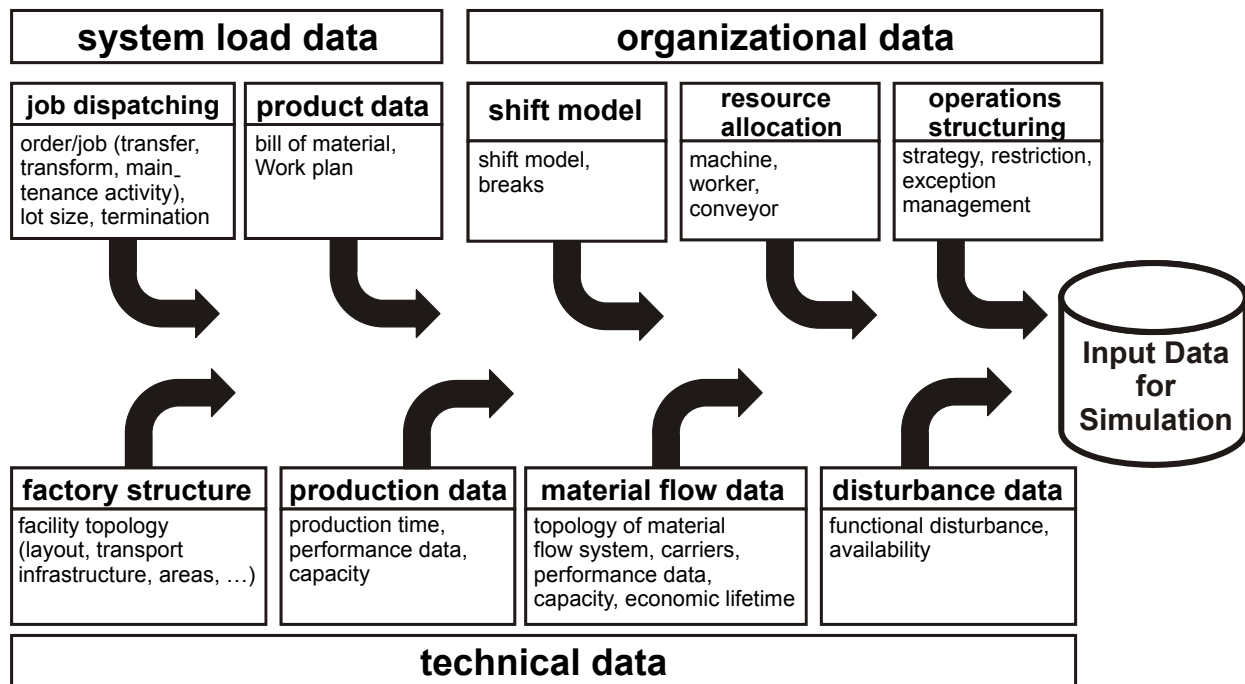 system load data
organizational data
job dispatching
order/job (transfer,
transform, main_
tenance activity),
lot size, termination
product data
bill of material,
Work plan
shift model
shift model,
breaks
resource
allocation
machine,
worker,
conveyor
operations
structuring
strategy, restriction,
exception
management
Input Data
for
Simulation
factory structure
facility topology
(layout, transport
infrastructure, areas, …)
production data
production time,
performance data,
capacity
material flow data
topology of material
flow system, carriers,
performance data,
capacity, economic lifetime
disturbance data
functional disturbance,
availability
technical data